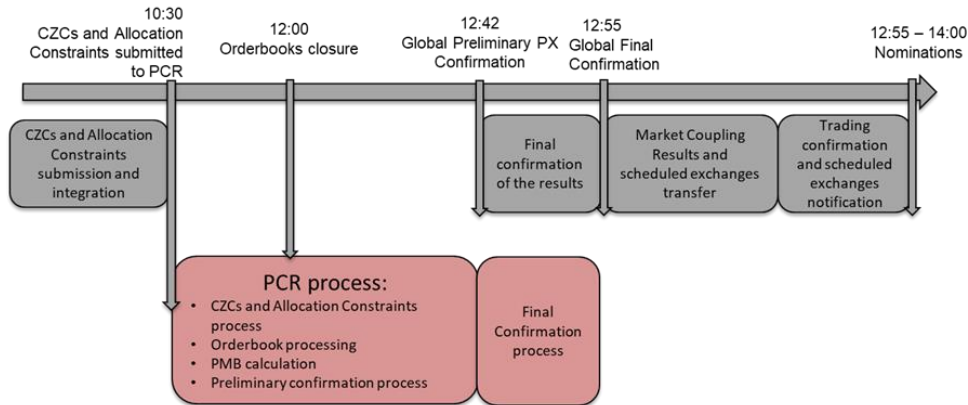 10:30
CZCs and Allocation
Constraints submitted
to PCR
12:00
Orderbooks closure
12:42
Global Preliminary PX
Confirmation
12:55
Global Final
Confirmation
12:55 – 14:00
Nominations
CZCs and Allocation
Constraints
submission and
integration
Final
confirmation
of the results
Market Coupling
Results and
scheduled exchanges
transfer
Trading
confirmation
and scheduled
exchanges
notification
PCR process:
• CZCs and Allocation Constraints
process
• Orderbook processing
• PMB calculation
• Preliminary confirmation process
Final
Confirmation
process